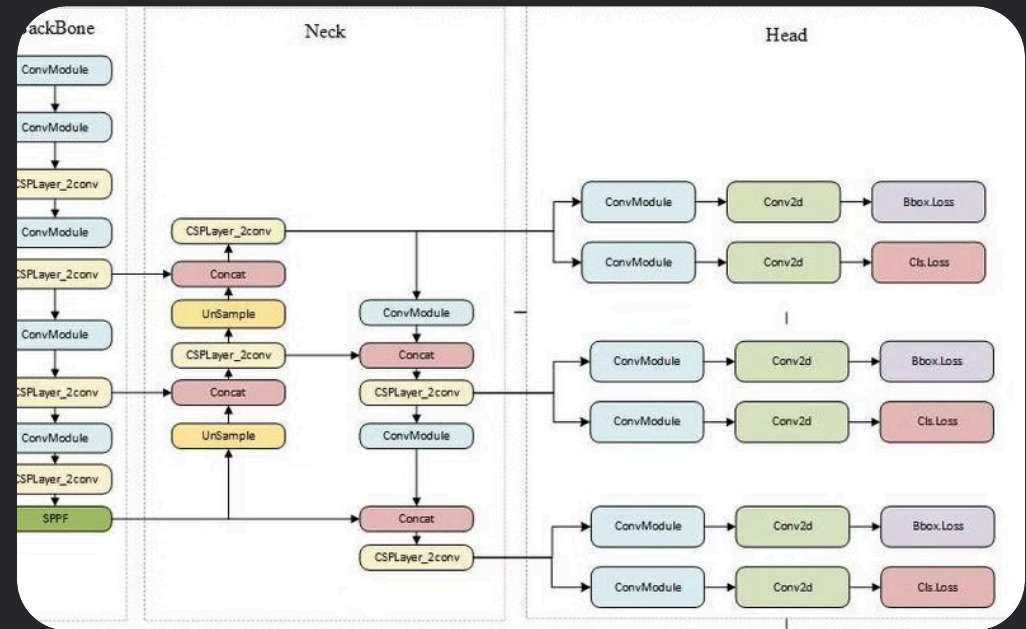 ackBone
ConvModule
ConvModule
CSPLayer_2conv
ConvModule
CSPLayer_2conv
ConvModule
CSPLayer_2conv
ConvModule
CSPLayer_2conv
SPPF
Neck
CSPLayer_2conv
Concat
UnSample
CSPLayer_2conv
Concat
UnSample
ConvModule
Concat
CSPLayer_2conv
ConvModule
Concat
CSPLayer_2conv
Head
ConvModule
Conv2d
Bbox.Loss
ConvModule
Conv2d
Cls.Loss
ConvModule
Conv2d
Bbox.Loss
ConvModule
Conv2d
Cls.Loss
ConvModule
Conv2d
Bbox.Loss
ConvModule
Conv2d
Cls.Loss